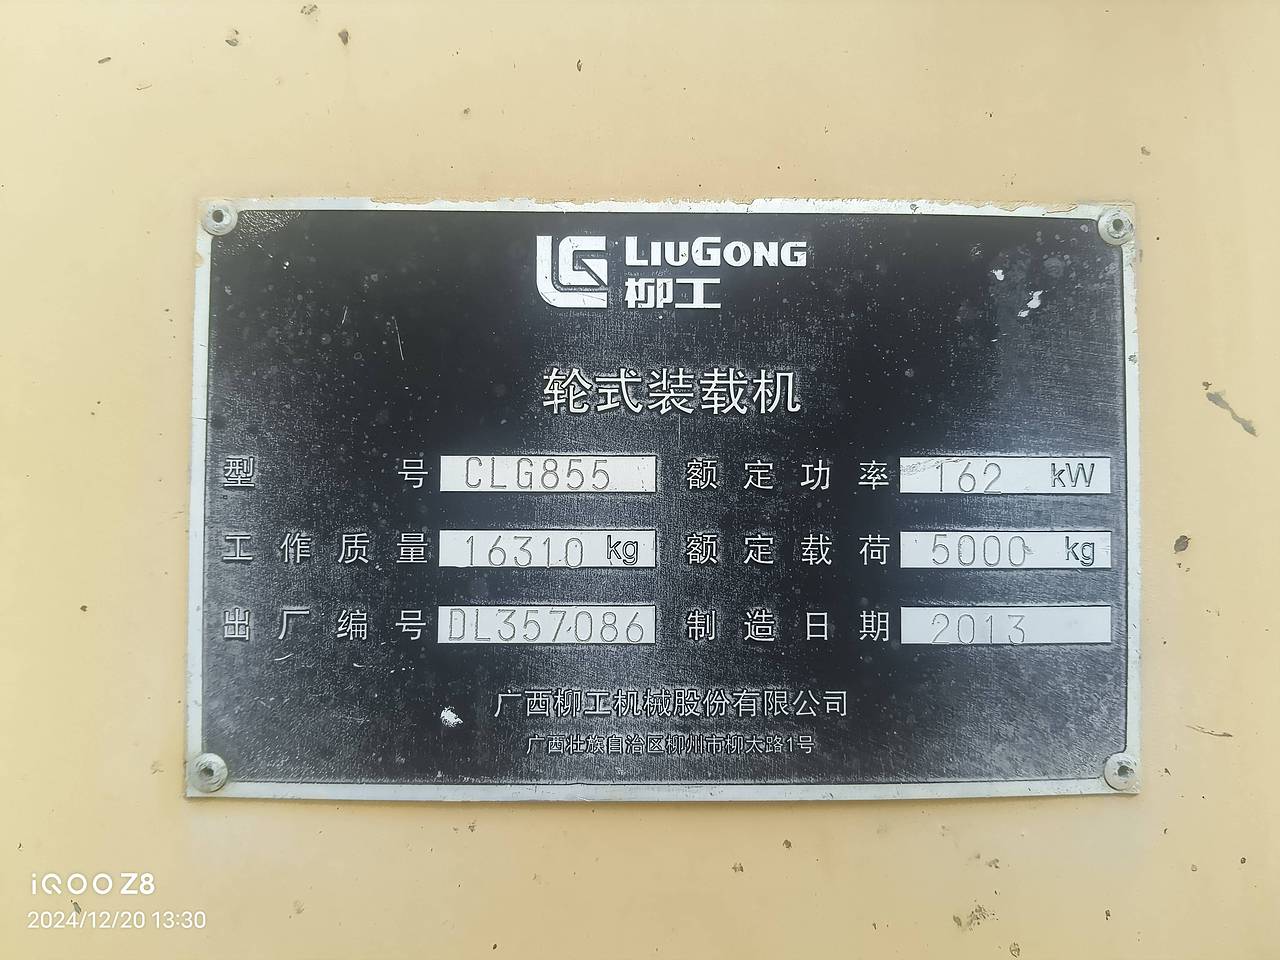 LIUGONG
柳工
轮式装载机
型号 CLG855 额定功率 162 kW
工作质量 16310 kg 额定载荷 5000 kg
出厂编号 DL357086 制造日期 2013
广西柳工机械股份有限公司
广西壮族自治区柳州市柳太路1号
iQOO Z8
2024/12/20 13:30